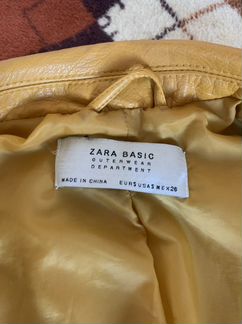 ZARA BASIC
OUTERWEAR
DEPARTMENT
MADE IN CHINA EUR S USA S MEX 26